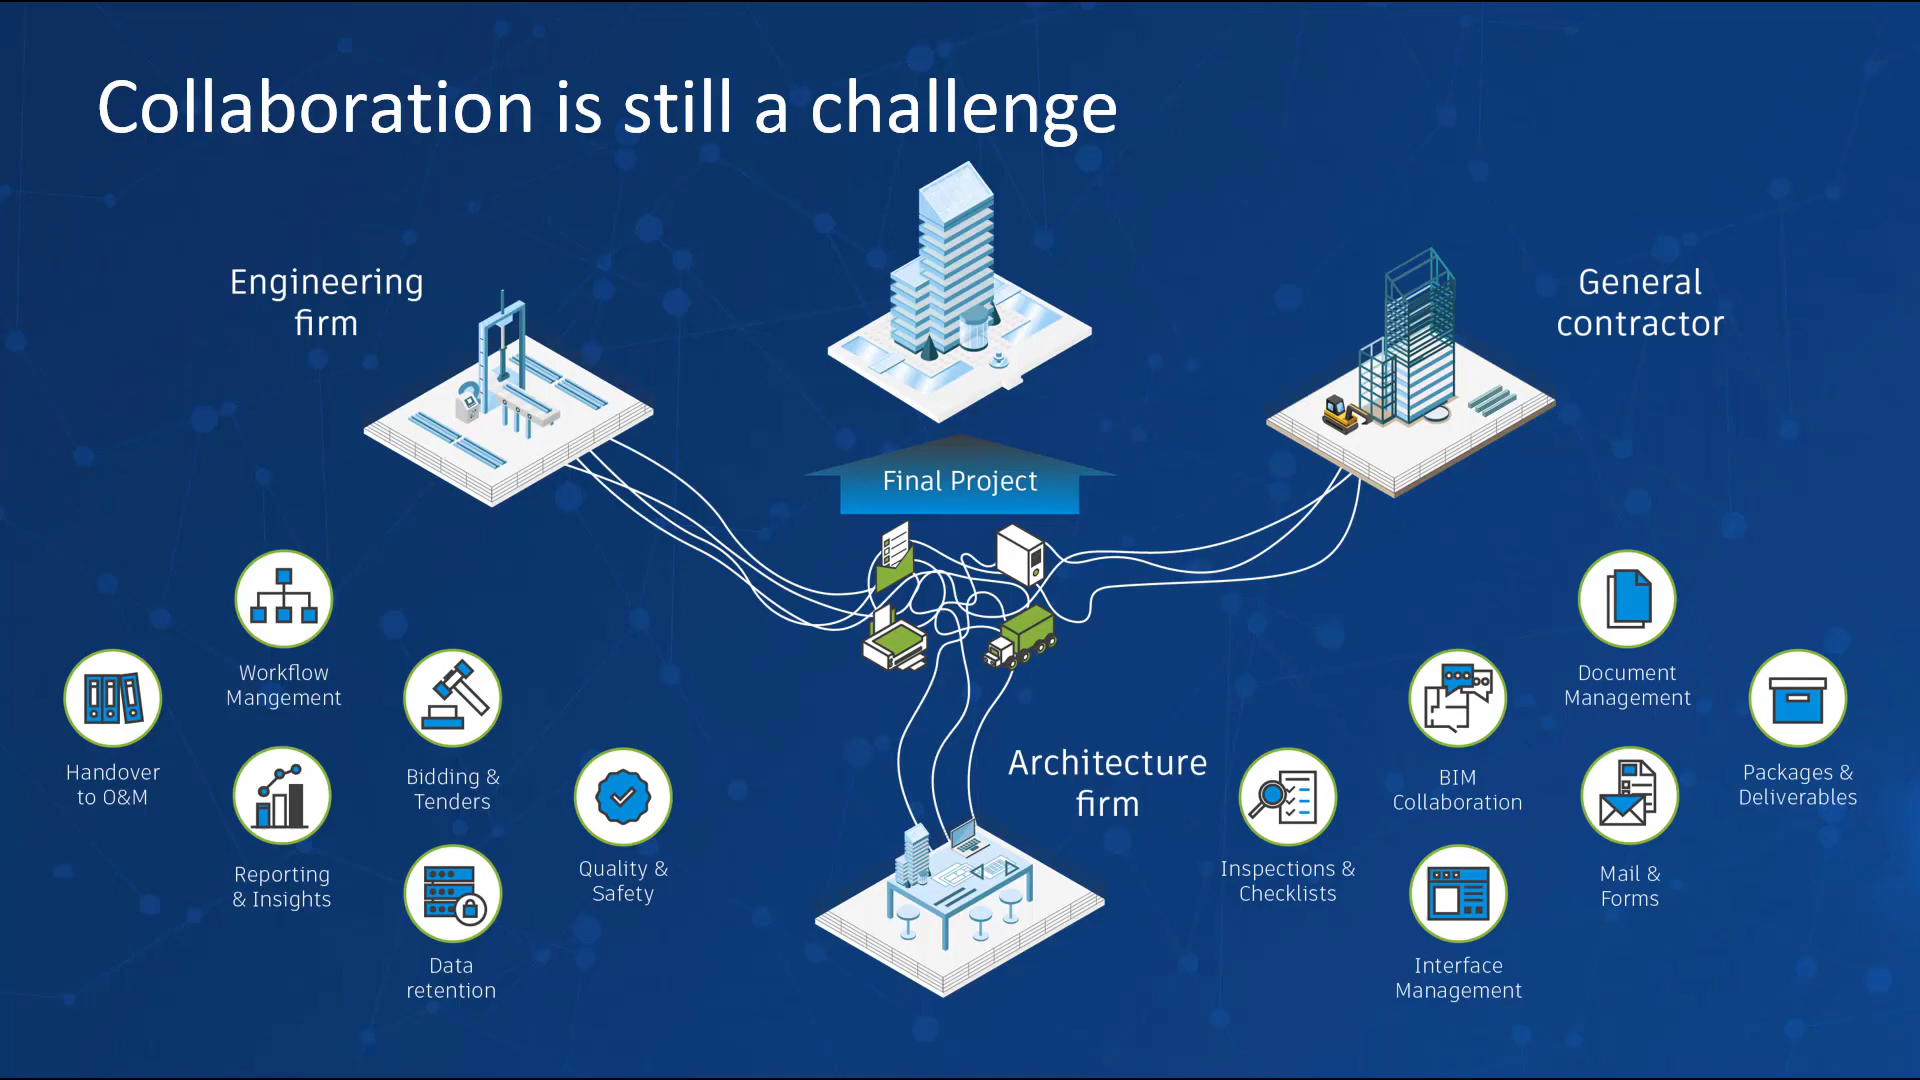 Collaboration is still a challenge
Engineering
firm
General
contractor
Final Project
Workflow
Mangement
Handover
to O&M
Bidding &
Tenders
Reporting
& Insights
Quality &
Safety
Data
retention
Architecture
firm
Document
Management
BIM
Collaboration
Packages &
Deliverables
Inspections &
Checklists
Mail &
Forms
Interface
Management